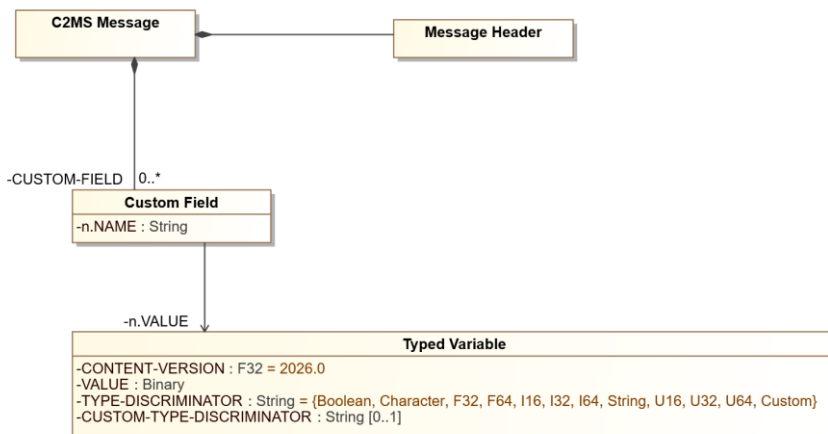 C2MS Message
Message Header
-CUSTOM-FIELD 0..*
Custom Field
-n.NAME : String
-n.VALUE
Typed Variable
-CONTENT-VERSION : F32 = 2026.0
-VALUE : Binary
-TYPE-DISCRIMINATOR : String = {Boolean, Character, F32, F64, I16, I32, I64, String, U16, U32, U64, Custom}
-CUSTOM-TYPE-DISCRIMINATOR : String [0..1]